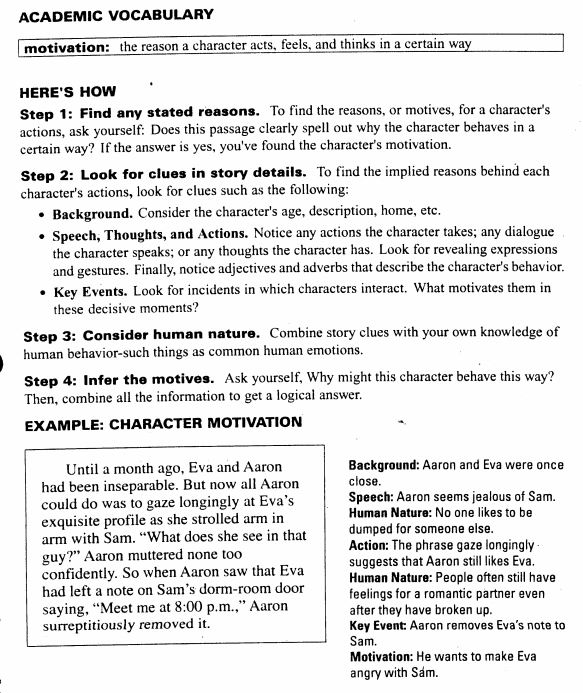 ACADEMIC VOCABULARY
motivation: the reason a character acts, feels, and thinks in a certain way
HERE'S HOW
Step 1: Find any stated reasons. To find the reasons, or motives, for a character's
actions, ask yourself: Does this passage clearly spell out why the character behaves in a
certain way? If the answer is yes, you've found the character's motivation.
Step 2: Look for clues in story details. To find the implied reasons behind each
character's actions, look for clues such as the following:
• Background. Consider the character's age, description, home, etc.
• Speech, Thoughts, and Actions. Notice any actions the character takes; any dialogue
the character speaks; or any thoughts the character has. Look for revealing expressions
and gestures. Finally, notice adjectives and adverbs that describe the character's behavior.
• Key Events. Look for incidents in which characters interact. What motivates them in
these decisive moments?
Step 3: Consider human nature. Combine story clues with your own knowledge of
human behavior-such things as common human emotions.
Step 4: Infer the motives. Ask yourself, Why might this character behave this way?
Then, combine all the information to get a logical answer.
EXAMPLE: CHARACTER MOTIVATION
Until a month ago, Eva and Aaron
had been inseparable. But now all Aaron
could do was to gaze longingly at Eva's
exquisite profile as she strolled arm in
arm with Sam. "What does she see in that
guy?" Aaron muttered none too
confidently. So when Aaron saw that Eva
had left a note on Sam's dorm-room door
saying, "Meet me at 8:00 p.m.," Aaron
surreptitiously removed it.
Background: Aaron and Eva were once
close.
Speech: Aaron seems jealous of Sam.
Human Nature: No one likes to be
dumped for someone else.
Action: The phrase gaze longingly
suggests that Aaron still likes Eva.
Human Nature: People often still have
feelings for a romantic partner even
after they have broken up.
Key Event: Aaron removes Eva's note to
Sam.
Motivation: He wants to make Eva
angry with Sam.